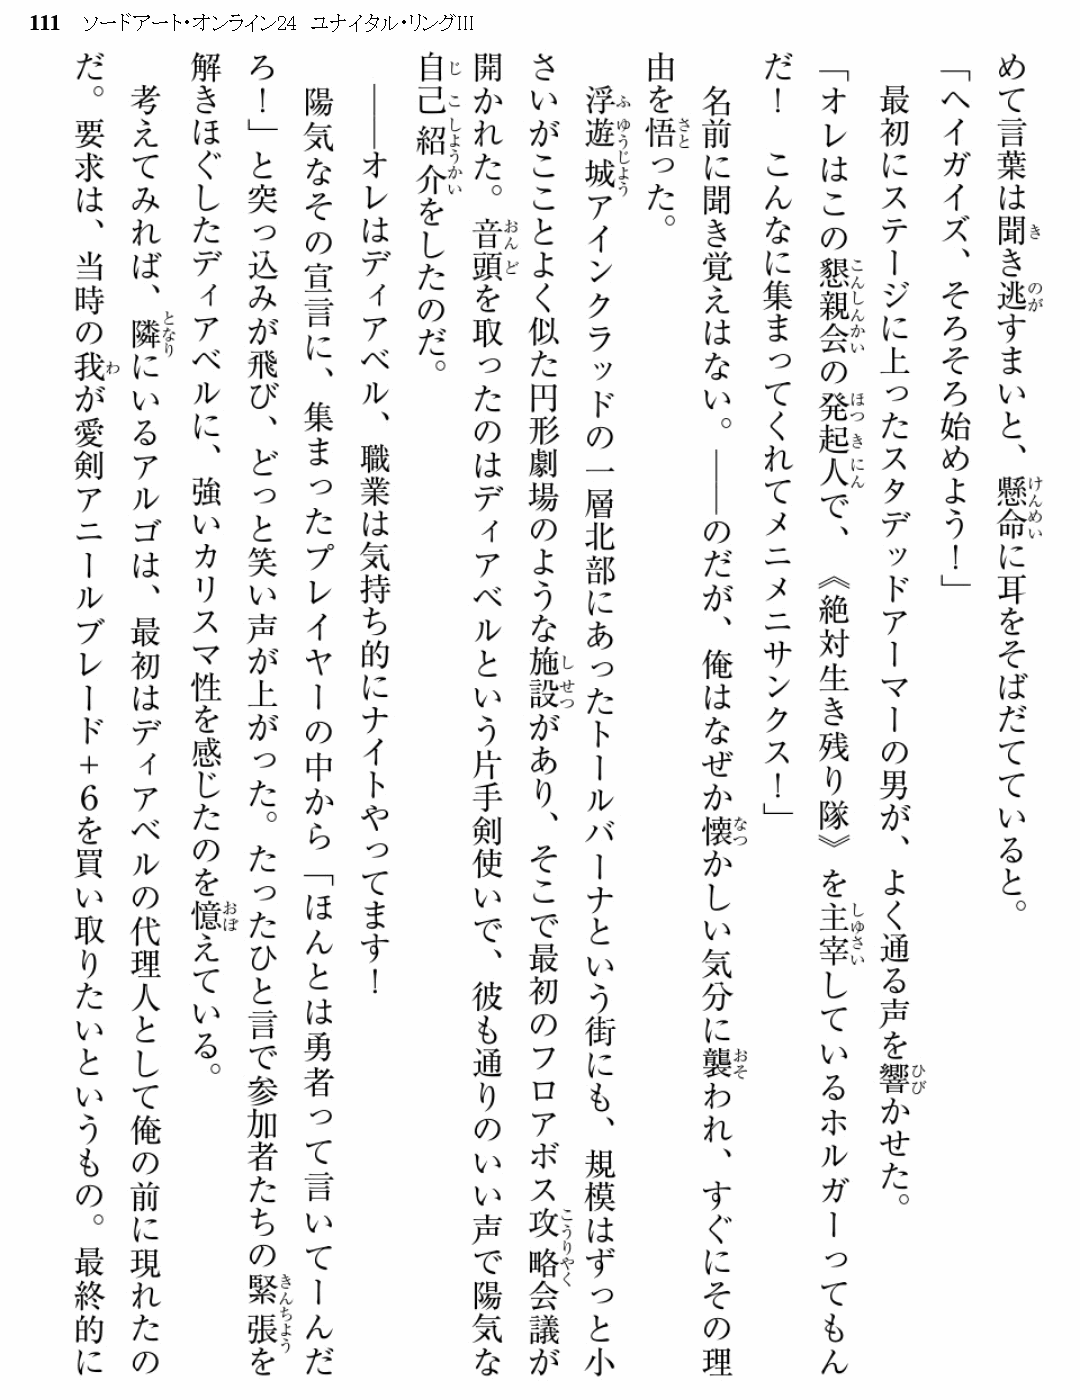 111 ソードアート・オンライン24 ユナイタル・リングIII
めて言葉は聞き逃すまいと、懸命に耳をそばだてていると。
「ヘイガイズ、そろそろ始めよう！」
最初にステージに上ったスタデッドアーマーの男が、よく通る声を響かせた。
「オレはこの懇親会の発起人で、《絶対生き残り隊》を主宰しているホルガーってもん
だ！　こんなに集まってくれてメニメニサンクス！」
名前に聞き覚えはない。――のだが、俺はなぜか懐かしい気分に襲われ、すぐにその理
由を悟った。
浮遊城アインクラッドの一層北部にあったトールバーナという街にも、規模はずっと小
さいがこことよく似た円形劇場のような施設があり、そこで最初のフロアボス攻略会議が
開かれた。音頭を取ったのはディアベルという片手剣使いで、彼も通りのいい声で陽気な
自己紹介をしたのだ。
――オレはディアベル、職業は気持ち的にナイトやってます！
陽気なその宣言に、集まったプレイヤーの中から「ほんとは勇者って言いてーんだ
ろ！」と突っ込みが飛び、どっと笑い声が上がった。たったひと言で参加者たちの緊張を
解きほぐしたディアベルに、強いカリスマ性を感じたのを憶えている。
考えてみれば、隣にいるアルゴは、最初はディアベルの代理人として俺の前に現れたの
だ。要求は、当時の我が愛剣アニールブレード＋６を買い取りたいというもの。最終的に